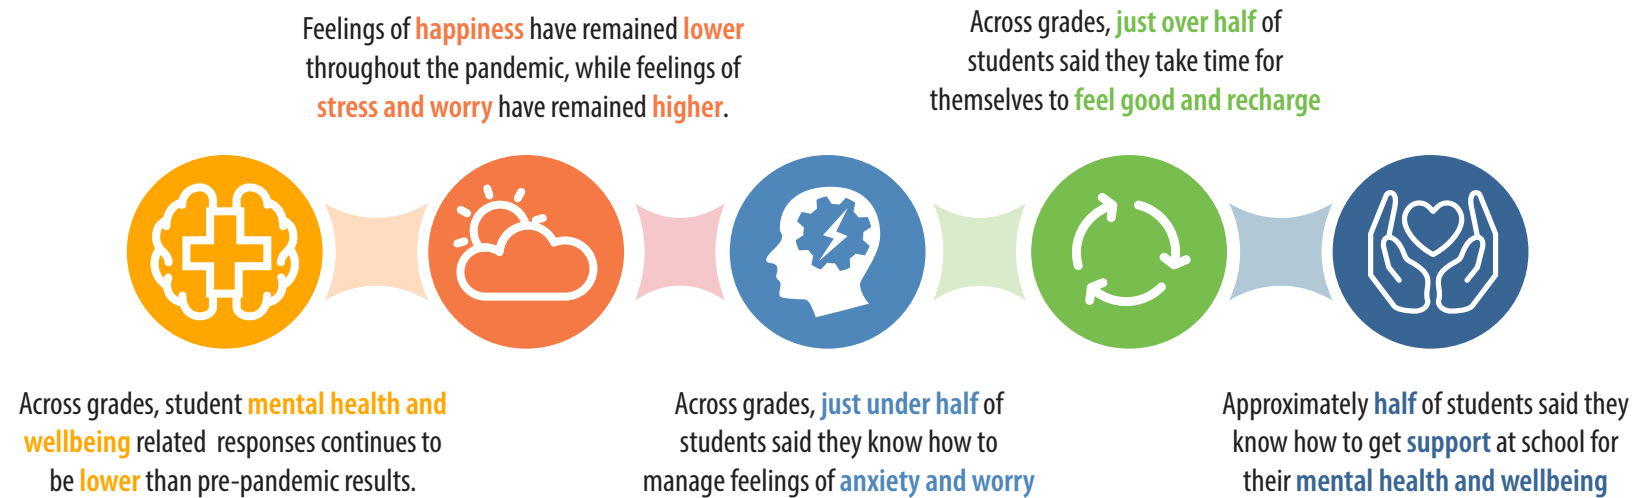 Across grades, student mental health and
wellbeing related responses continues to
be lower than pre-pandemic results.
Feelings of happiness have remained lower
throughout the pandemic, while feelings of
stress and worry have remained higher.
Across grades, just under half of
students said they know how to
manage feelings of anxiety and worry
Across grades, just over half of
students said they take time for
themselves to feel good and recharge
Approximately half of students said they
know how to get support at school for
their mental health and wellbeing